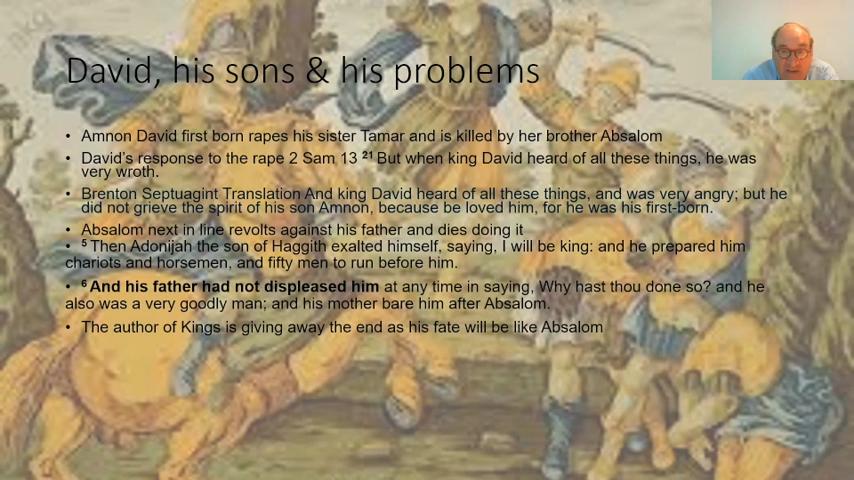 David, his sons & his problems
• Amnon David first born rapes his sister Tamar and is killed by her brother Absalom
• David's response to the rape 2 Sam 13 21 But when king David heard of all these things, he was
very wroth.
• Brenton Septuagint Translation And king David heard of all these things, and was very angry; but he
did not grieve the spirit of his son Amnon, because be loved him, for he was his first-born.
• Absalom next in line revolts against his father and dies doing it
• 5 Then Adonijah the son of Haggith exalted himself, saying, I will be king: and he prepared him
chariots and horsemen, and fifty men to run before him.
• 6 And his father had not displeased him at any time in saying, Why hast thou done so? and he
also was a very goodly man; and his mother bare him after Absalom.
• The author of Kings is giving away the end as his fate will be like Absalom